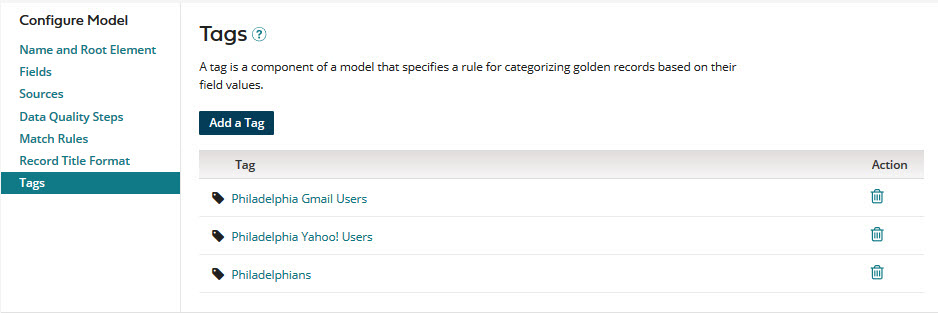 Configure Model
Name and Root Element
Fields
Sources
Data Quality Steps
Match Rules
Record Title Format
Tags
Tags ?
A tag is a component of a model that specifies a rule for categorizing golden records based on their
field values.
Add a Tag
Tag Action
Philadelphia Gmail Users
Philadelphia Yahoo! Users
Philadelphians